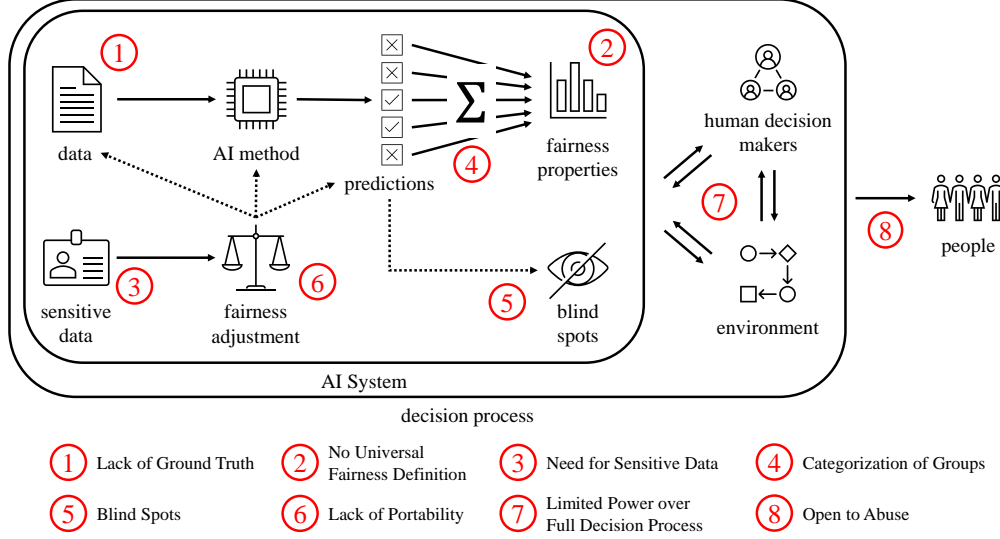 1
2
data
AI method
predictions
4
fairness
properties
human decision
makers
7
8
people
3
sensitive
data
6
fairness
adjustment
5
blind
spots
environment
AI System
decision process
1 Lack of Ground Truth
2 No Universal
Fairness Definition
3 Need for Sensitive Data
4 Categorization of Groups
5 Blind Spots
6 Lack of Portability
7 Limited Power over
Full Decision Process
8 Open to Abuse